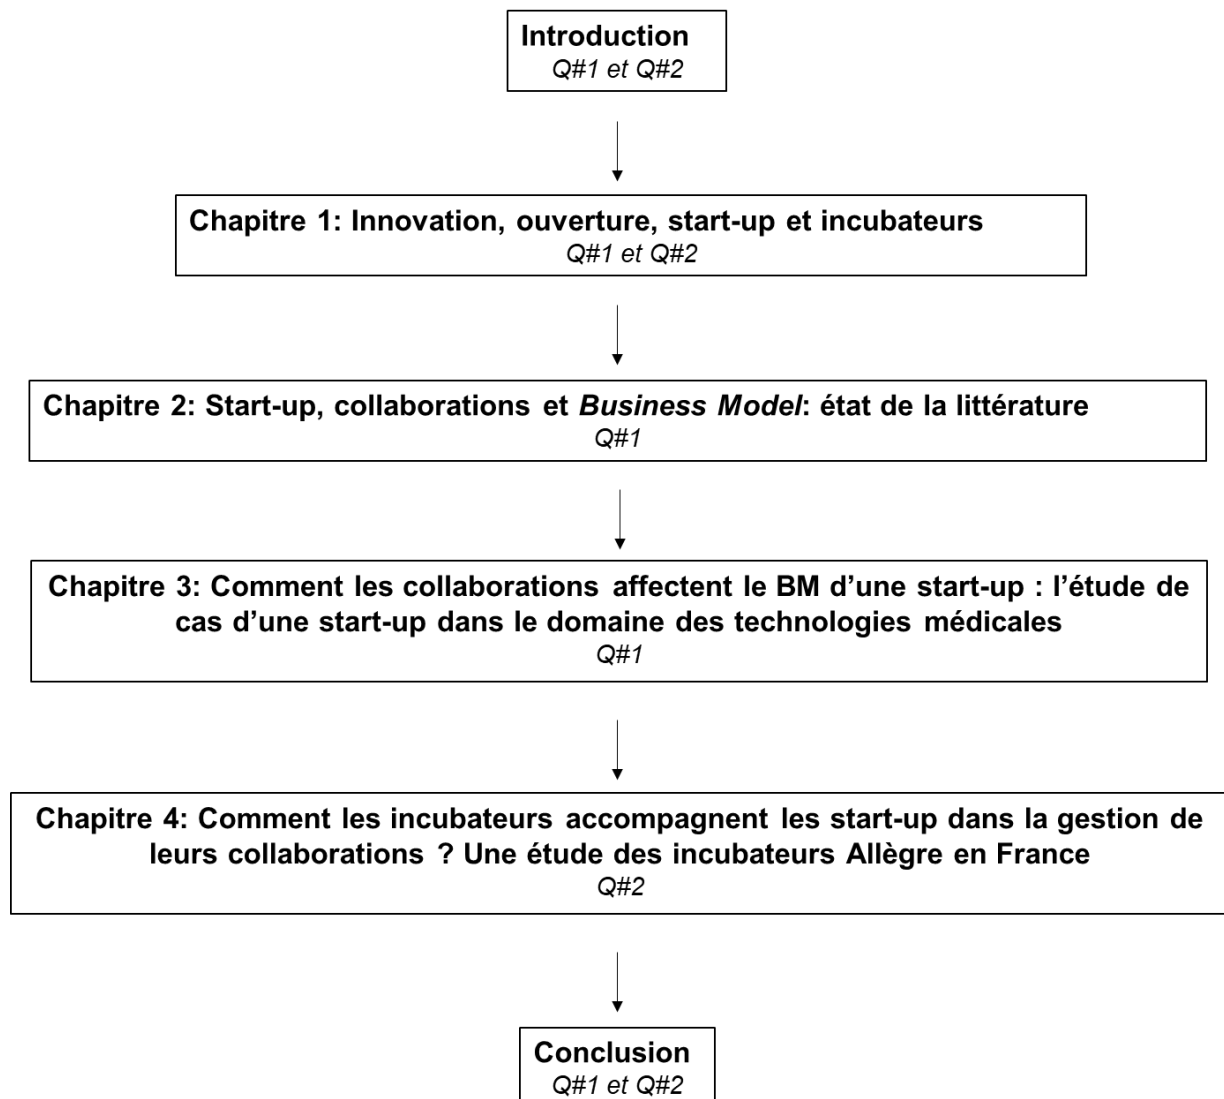 Introduction
Q#1 et Q#2
Chapitre 1: Innovation, ouverture, start-up et incubateurs
Q#1 et Q#2
Chapitre 2: Start-up, collaborations et Business Model: état de la littérature
Q#1
Chapitre 3: Comment les collaborations affectent le BM d’une start-up : l’étude de
cas d’une start-up dans le domaine des technologies médicales
Q#1
Chapitre 4: Comment les incubateurs accompagnent les start-up dans la gestion de
leurs collaborations ? Une étude des incubateurs Allègre en France
Q#2
Conclusion
Q#1 et Q#2